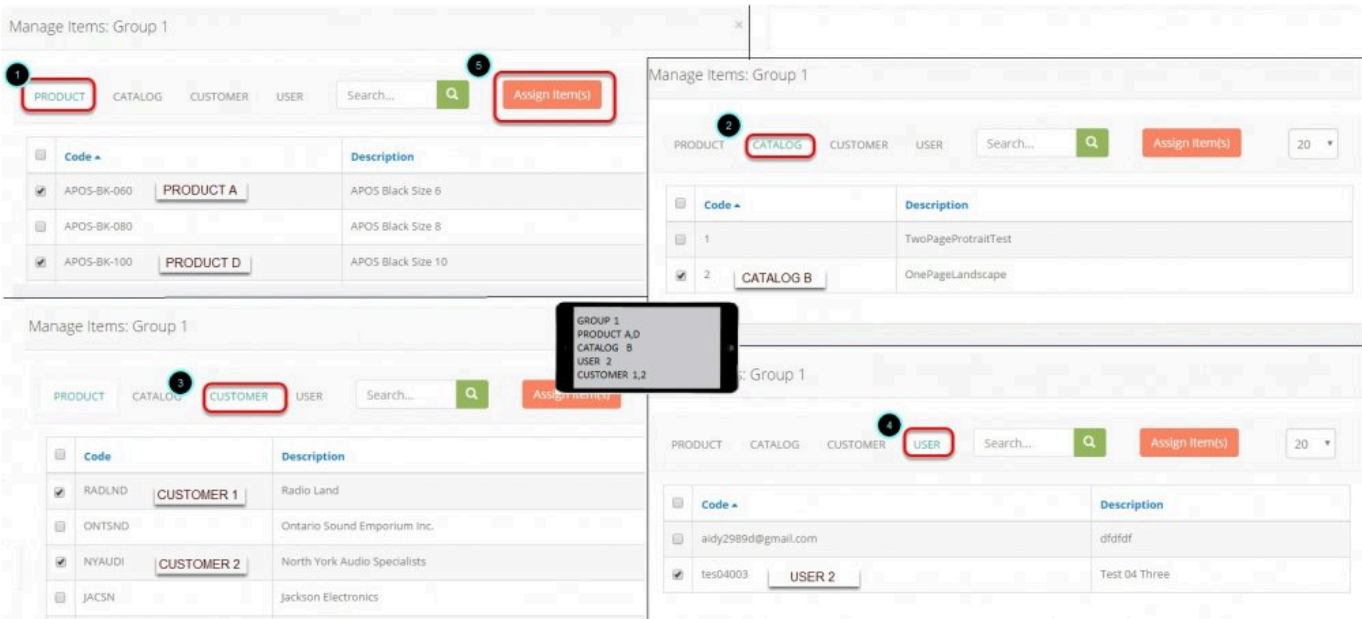 Manage Items: Group 1 ×
1 5
PRODUCT CATALOG CUSTOMER USER Search... Assign Item(s)
Code Description
APOS-BK-060 PRODUCT A APOS Black Size 6
APOS-BK-080 APOS Black Size 8
APOS-BK-100 PRODUCT D APOS Black Size 10
Manage Items: Group 1
2
PRODUCT CATALOG CUSTOMER USER Search... Assign Item(s) 20
Code Description
1 TwoPageProtraitTest
2 CATALOG B OnePageLandscape
GROUP 1
PRODUCT A,D
CATALOG B
USER 2
CUSTOMER 1,2
Manage Items: Group 1
3
PRODUCT CATALOG CUSTOMER USER Search... Assign Item(s)
Code Description
RADLND CUSTOMER 1 Radio Land
ONTSND Ontario Sound Emporium Inc.
NYAUDI CUSTOMER 2 North York Audio Specialists
JACSN Jackson Electronics
: Group 1
4
PRODUCT CATALOG CUSTOMER USER Search... Assign Item(s) 20
Code Description
aidy2989d@gmail.com dfdfdf
tes04003 USER 2 Test 04 Three